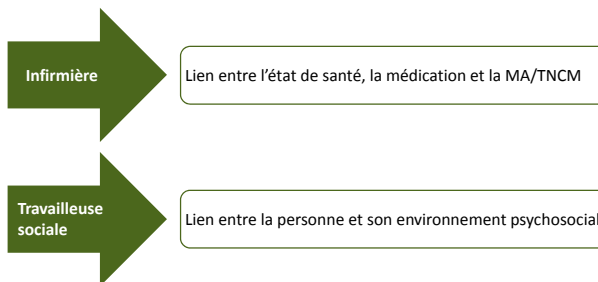 Infirmière
Lien entre l'état de santé, la médication et la MA/TNCM
Travailleuse
sociale
Lien entre la personne et son environnement psychosocial